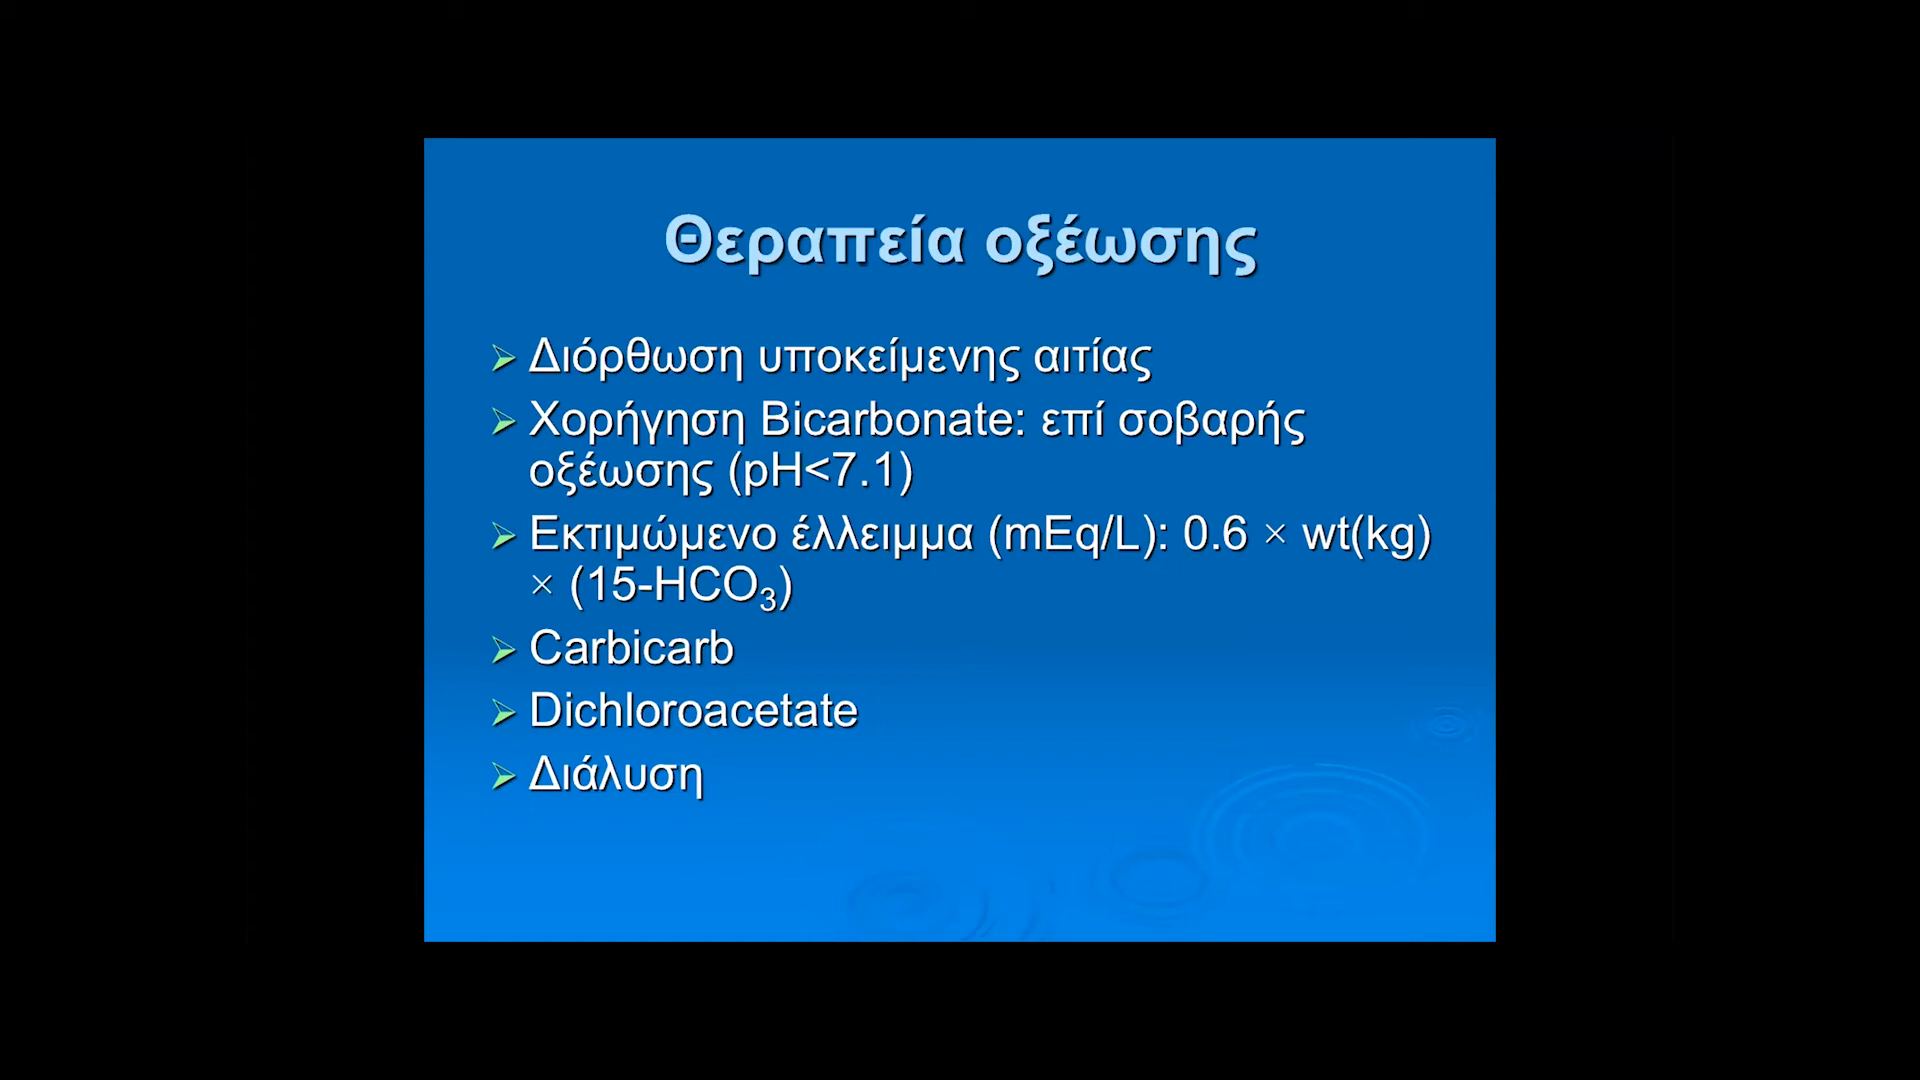 Θεραπεία οξέωσης
➢ Διόρθωση υποκείμενης αιτίας
➢ Χορήγηση Bicarbonate: επί σοβαρής
οξέωσης (pH<7.1)
➢ Εκτιμώμενο έλλειμμα (mEq/L): 0.6 × wt(kg)
× (15-HCO₃)
➢ Carbicarb
➢ Dichloroacetate
➢ Διάλυση